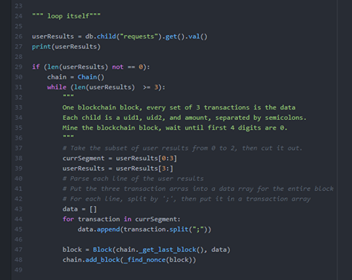 23
24 """ loop itself"""
25
26 userResults = db.child("requests").get().val()
27 print(userResults)
28
29 if (len(userResults) not == 0):
30 chain = Chain()
31 while (len(userResults) >= 3):
32 """
33 One blockchain block, every set of 3 transactions is the data
34 Each child is a uid1, uid2, and amount, separated by semicolons.
35 Mine the blockchain block, wait until first 4 digits are 0.
36 """
37 # Take the subset of user results from 0 to 2, then cut it out.
38 currSegment = userResults[0:3]
39 userResults = userResults[3:]
40 # Parse each line of the user results
41 # Put the three transaction arras into a data rray for the entire block
42 # For each line, split by ';', then put it in a transaction array
43 data = []
44 for transaction in currSegment:
45 data.append(transaction.split(";"))
46
47 block = Block(chain._get_last_block(), data)
48 chain.add_block(_find_nonce(block))
49